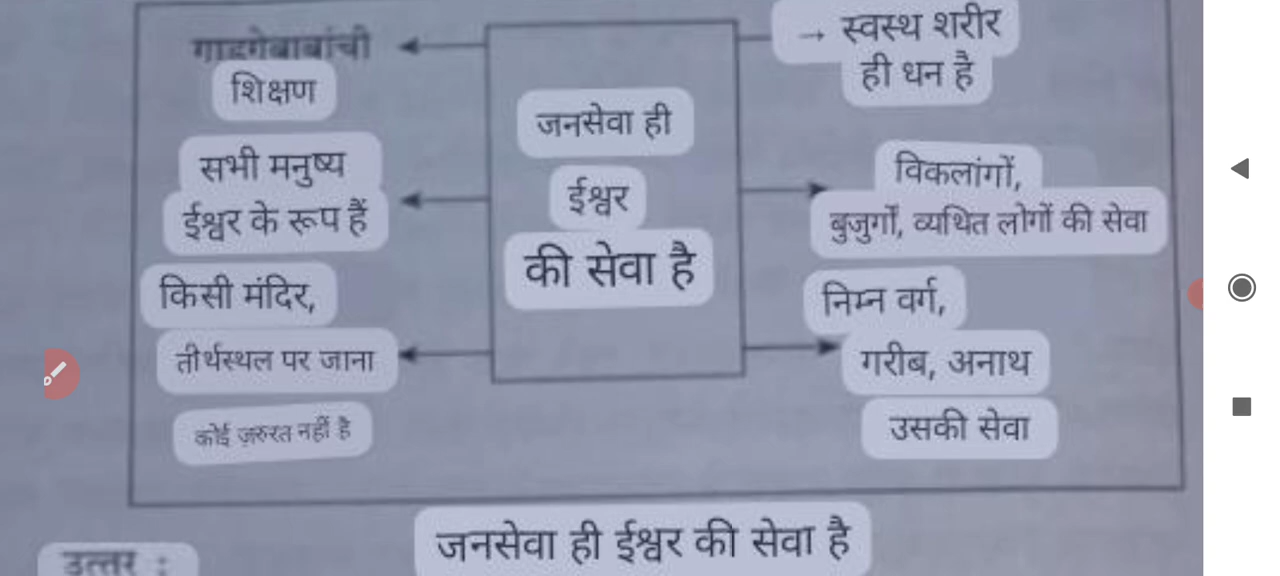 गाडगेबाबांची
शिक्षण
सभी मनुष्य
ईश्वर के रूप हैं
किसी मंदिर,
तीर्थस्थल पर जाना
कोई ज़रुरत नहीं है
जनसेवा ही
ईश्वर
की सेवा है
→ स्वस्थ शरीर
ही धन है
विकलांगों,
बुजुर्गों, व्यथित लोगों की सेवा
निम्न वर्ग,
गरीब, अनाथ
उसकी सेवा
जनसेवा ही ईश्वर की सेवा है
उत्तर :